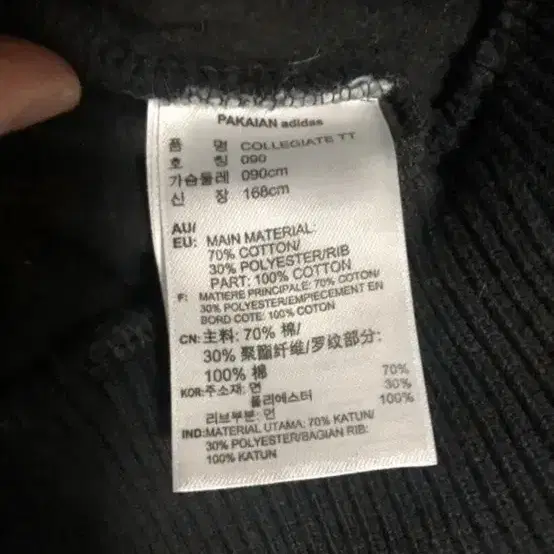 PAKAIAN adidas
품 명 COLLEGIATE TT
호 칭 090
가슴둘레 090cm
신 장 168cm
AU/
EU: MAIN MATERIAL:
70% COTTON/
30% POLYESTER/RIB
PART: 100% COTTON
F: MATIERE PRINCIPALE: 70% COTON/
30% POLYESTER/EMPIECEMENT EN
BORD COTE: 100% COTON
CN: 主料: 70% 棉/
30% 聚酯纤维/罗纹部分:
100% 棉
KOR: 주소재: 면 70%
폴리에스터 30%
리브부분: 면 100%
IND: MATERIAL UTAMA: 70% KATUN/
30% POLYESTER/BAGIAN RIB:
100% KATUN